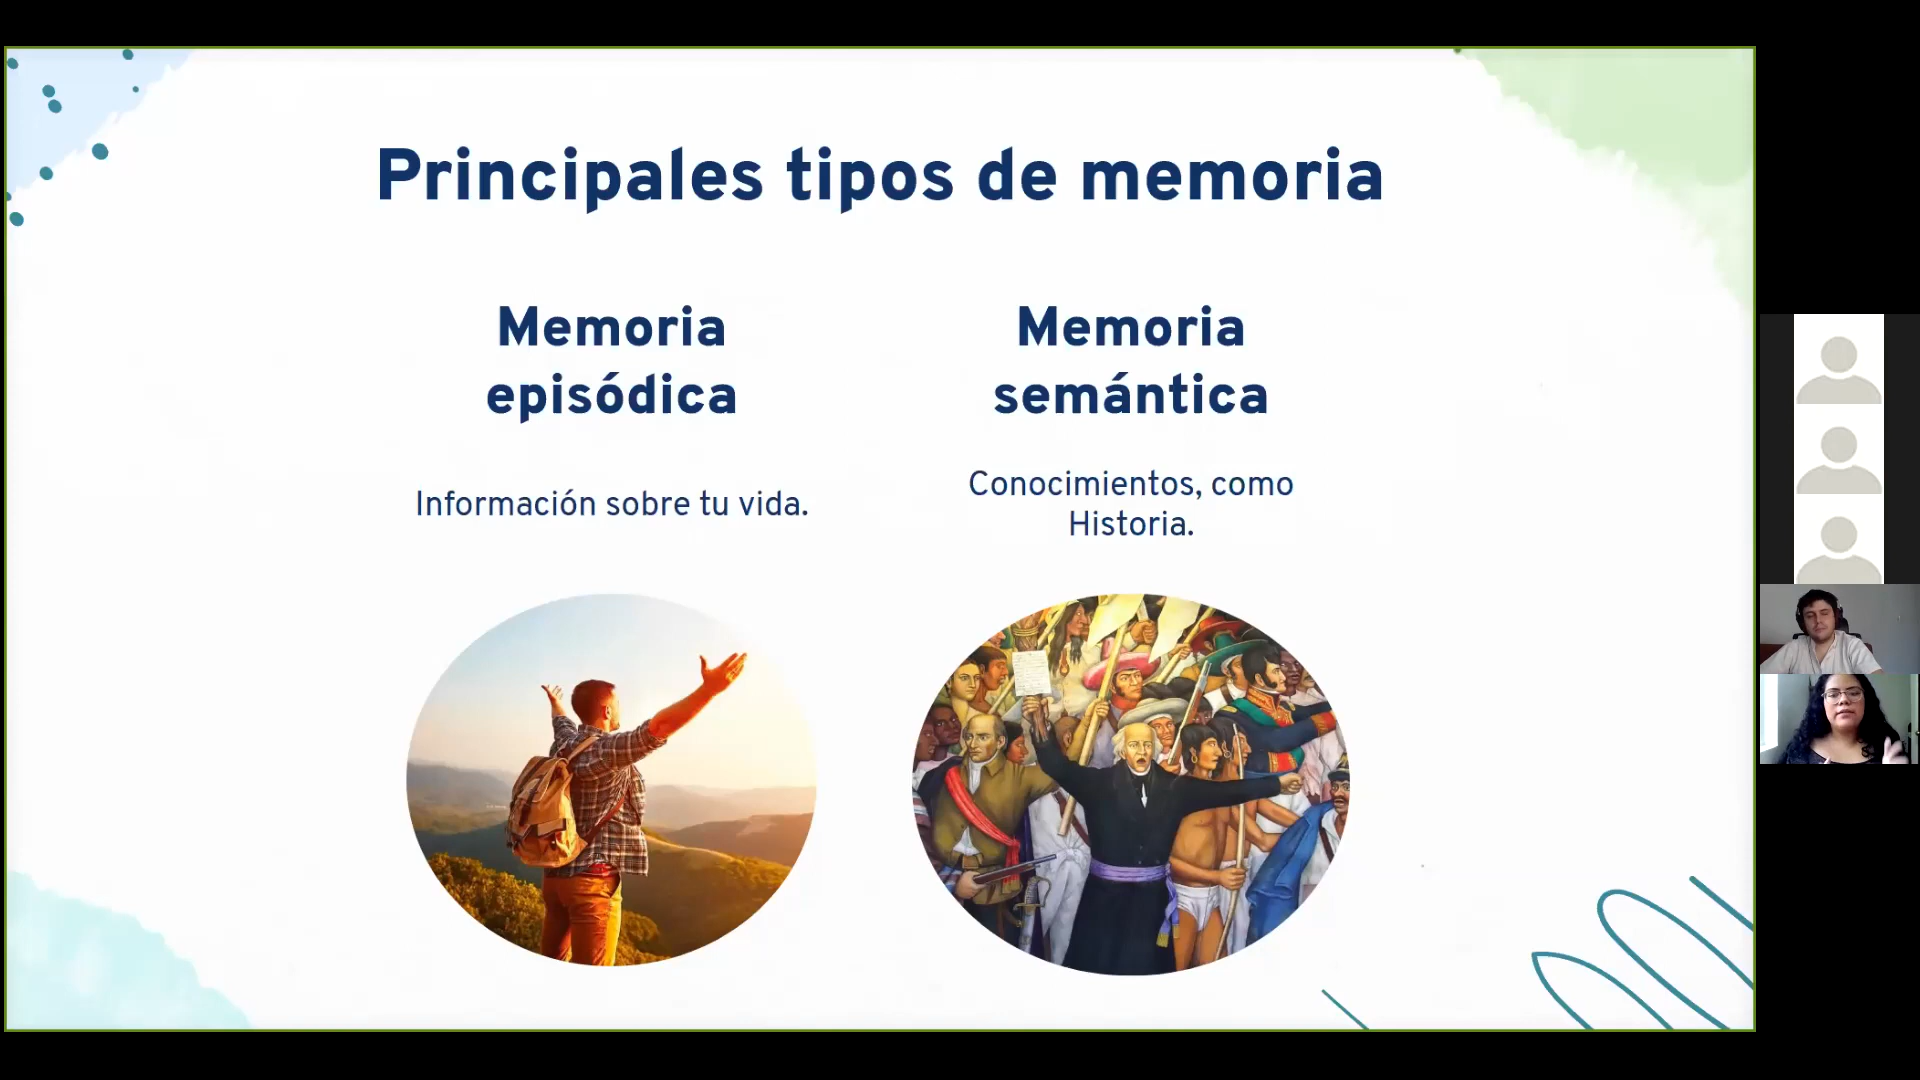 Principales tipos de memoria
Memoria
episódica
Información sobre tu vida.
Memoria
semántica
Conocimientos, como
Historia.